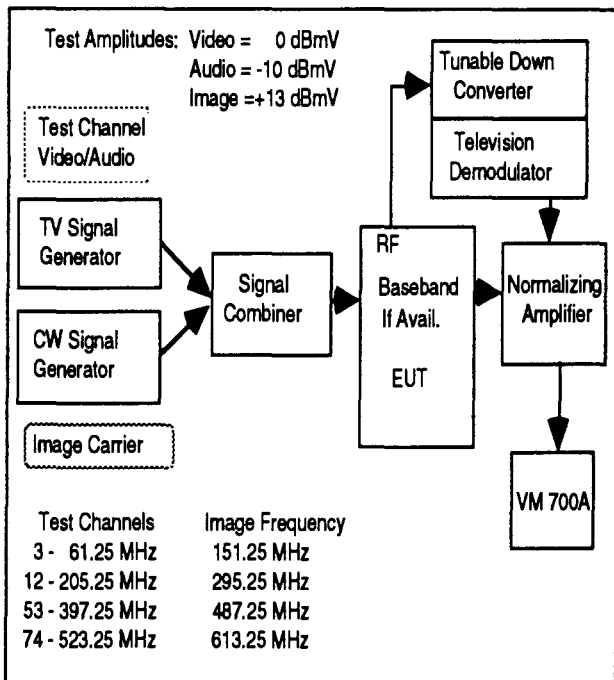 Test Amplitudes: Video = 0 dBmV
Audio = -10 dBmV
Image =+13 dBmV
Tunable Down
Converter
Television
Demodulator
Test Channel
Video/Audio
TV Signal
Generator
CW Signal
Generator
Signal
Combiner
RF
Baseband
If Avail.
EUT
Normalizing
Amplifier
Image Carrier
VM 700A
Test Channels Image Frequency
3 - 61.25 MHz 151.25 MHz
12 - 205.25 MHz 295.25 MHz
53 - 397.25 MHz 487.25 MHz
74 - 523.25 MHz 613.25 MHz